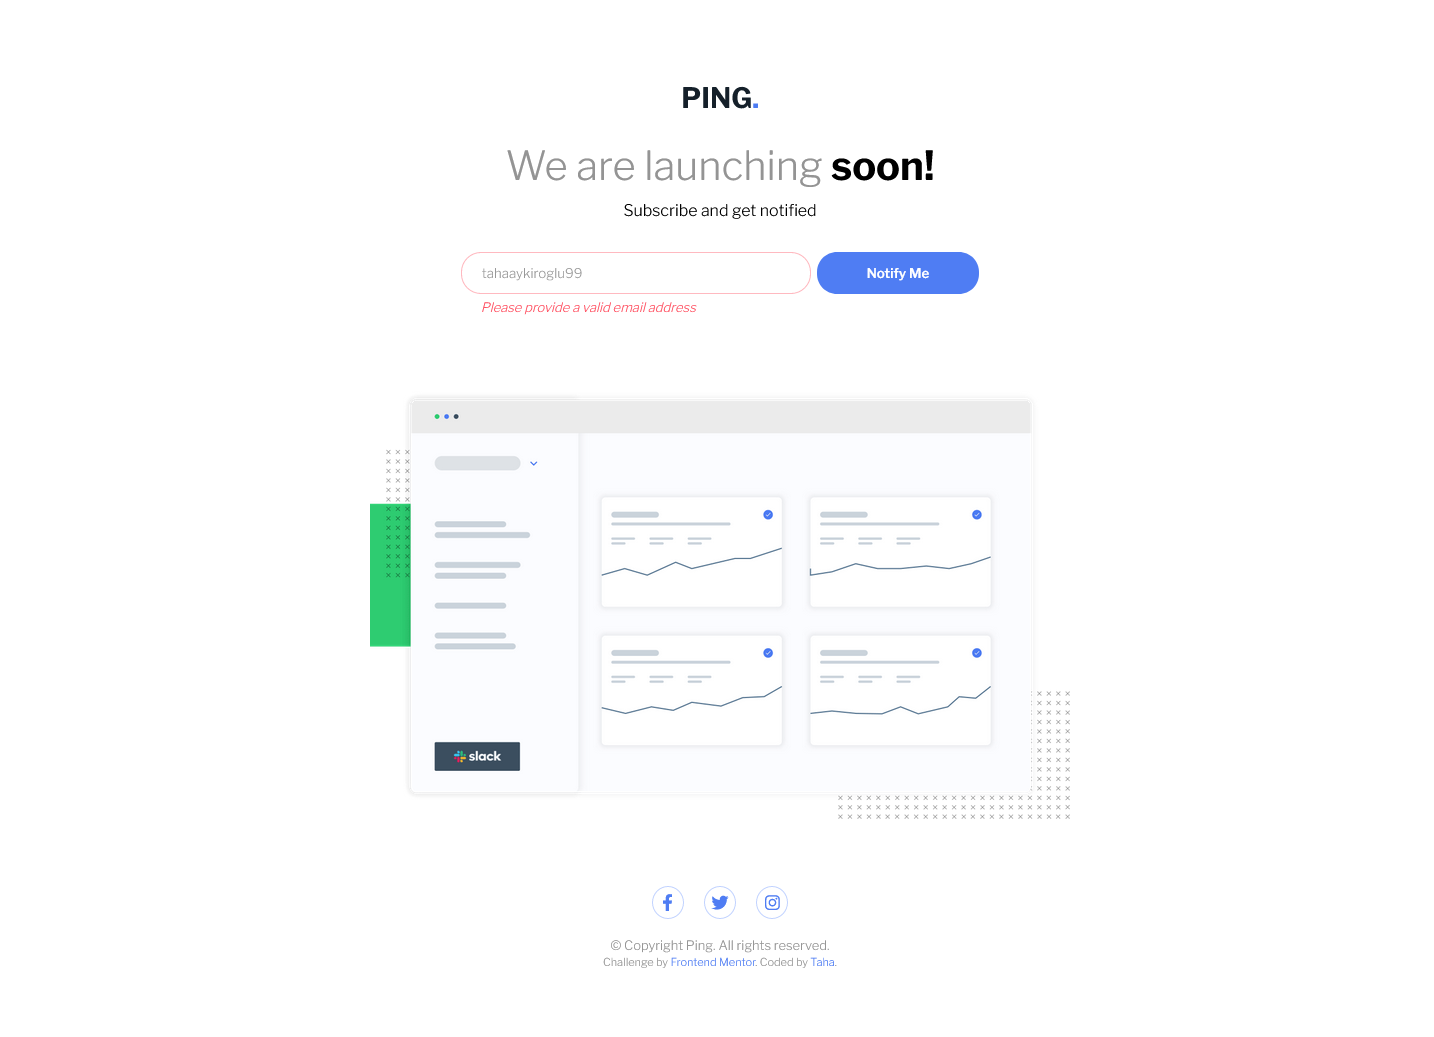 PING.
We are launching soon!
Subscribe and get notified
tahaaykiroglu99
Notify Me
Please provide a valid email address
slack
© Copyright Ping. All rights reserved.
Challenge by Frontend Mentor. Coded by Taha.